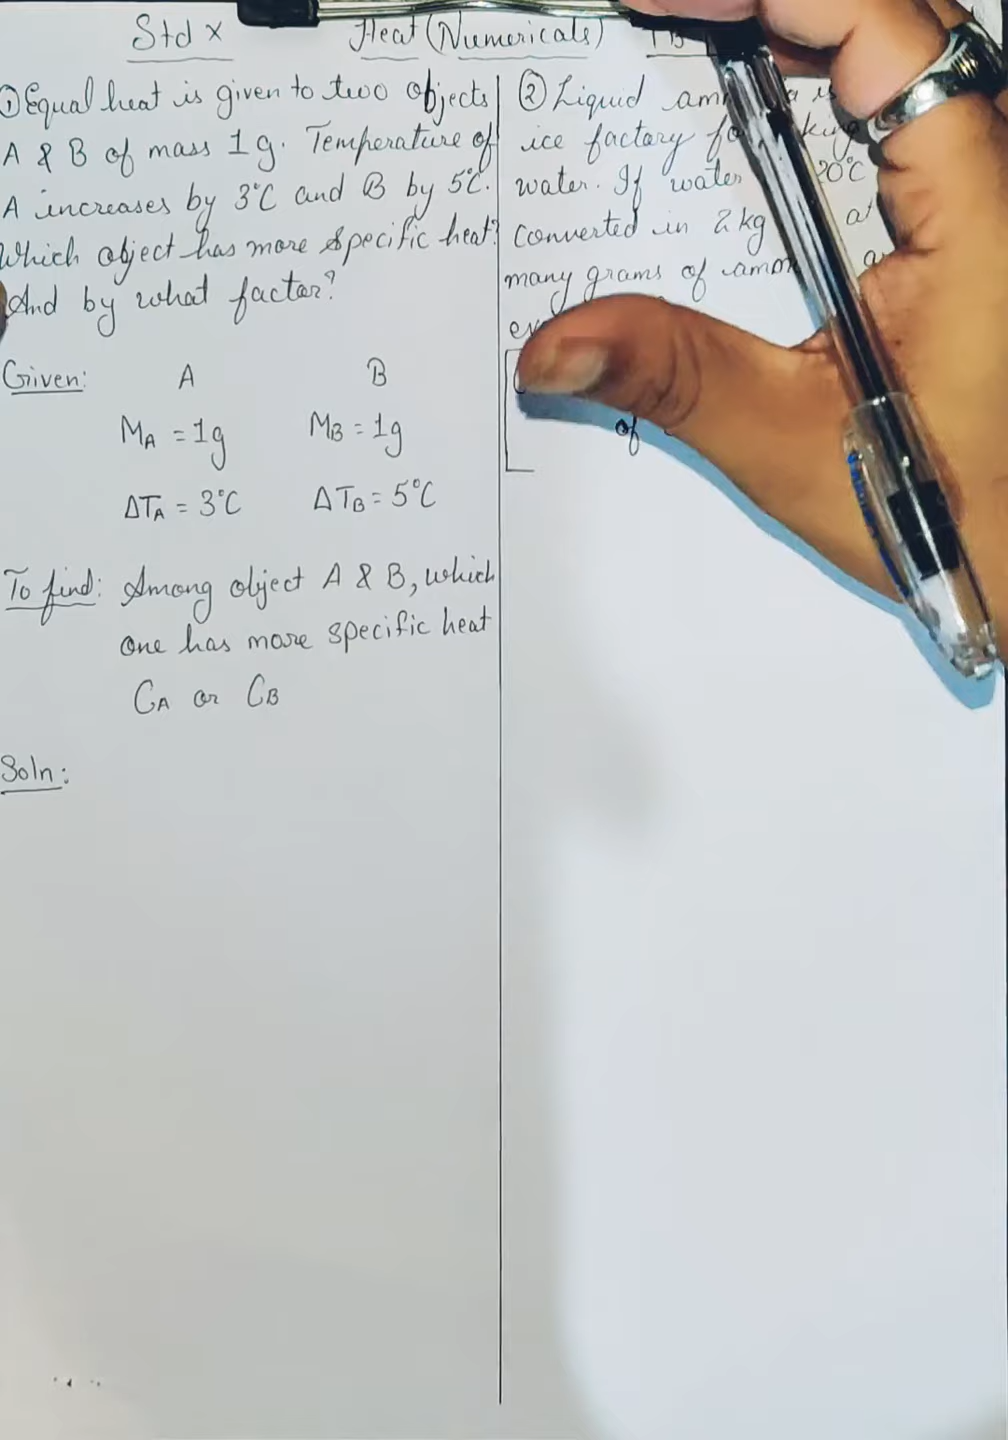 Std X Heat (Numericals)
① Equal heat is given to two objects
A & B of mass 1g. Temperature of
A increases by 3°C and B by 5°C.
Which object has more specific heat?
And by what factor?
Given: A B
MA = 1g MB = 1g
ΔTA = 3°C ΔTB = 5°C
To find: Among object A & B, which
one has more specific heat
CA or CB
Soln:
② Liquid is
ice factory
water. If water 20°C
converted in 2 kg at
many grams of
of